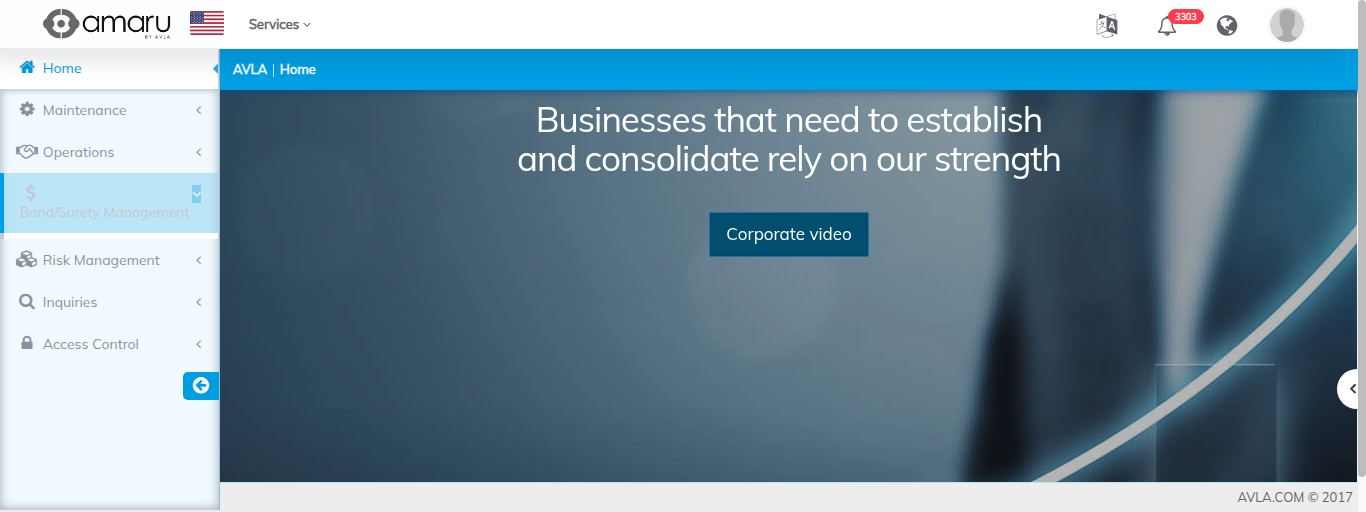 amaru
BY AVLA
Services
3303
Home
AVLA | Home
Maintenance
Operations
$
Bond/Surety Management
Risk Management
Inquiries
Access Control
Businesses that need to establish
and consolidate rely on our strength
Corporate video
AVLA.COM © 2017